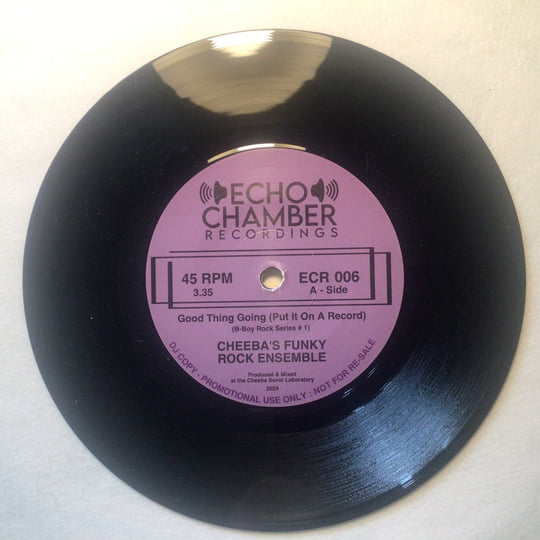 ECHO
CHAMBER
RECORDINGS
45 RPM
3.35
ECR 006
A - Side
Good Thing Going (Put It On A Record)
(B-Boy Rock Series # 1)
CHEEBA'S FUNKY
ROCK ENSEMBLE
Produced & Mixed
at the Cheeba Sonic Laboratory
2024
DJ COPY - PROMOTIONAL USE ONLY : NOT FOR RE-SALE